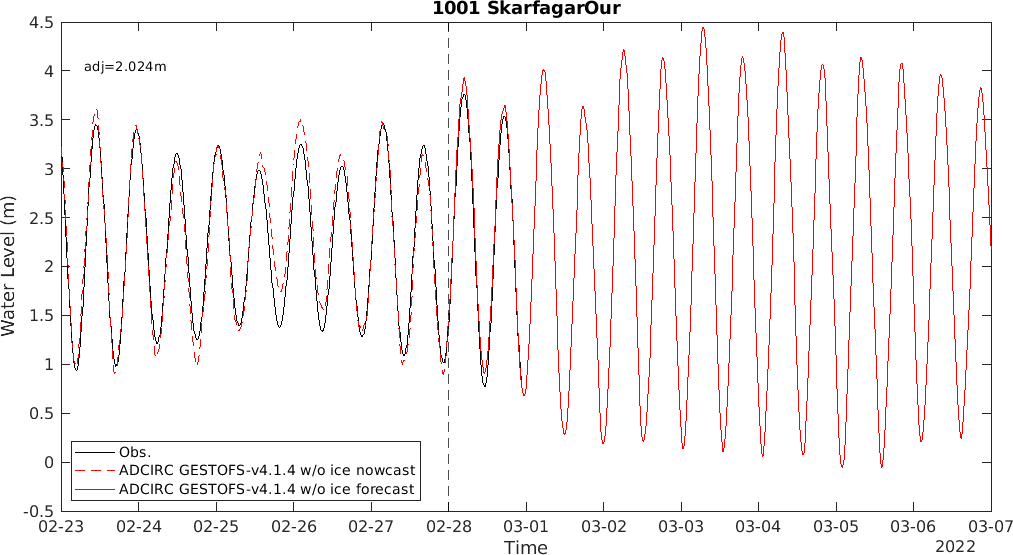 1001 SkarfagarOur
4.5
4
3.5
3
2.5
2
1.5
1
0.5
0
-0.5
Water Level (m)
adj=2.024m
Obs.
ADCIRC GESTOFS-v4.1.4 w/o ice nowcast
ADCIRC GESTOFS-v4.1.4 w/o ice forecast
02-23 02-24 02-25 02-26 02-27 02-28 03-01 03-02 03-03 03-04 03-05 03-06 03-07
Time
2022